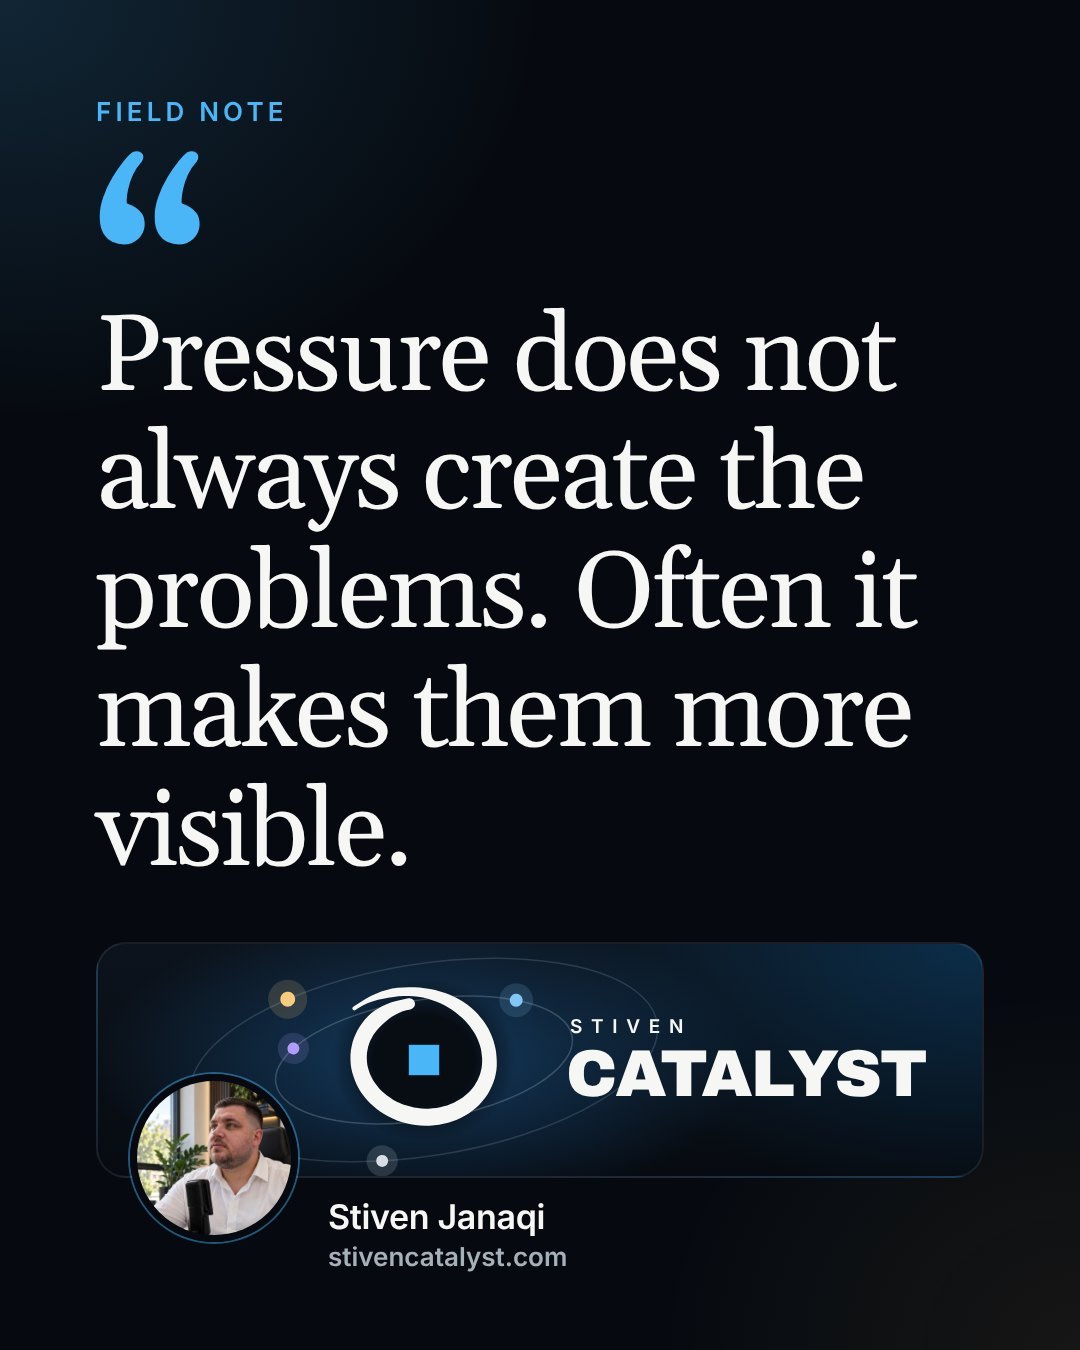 FIELD NOTE
“
Pressure does not
always create the
problems. Often it
makes them more
visible.
STIVEN
CATALYST
Stiven Janaqi
stivencatalyst.com